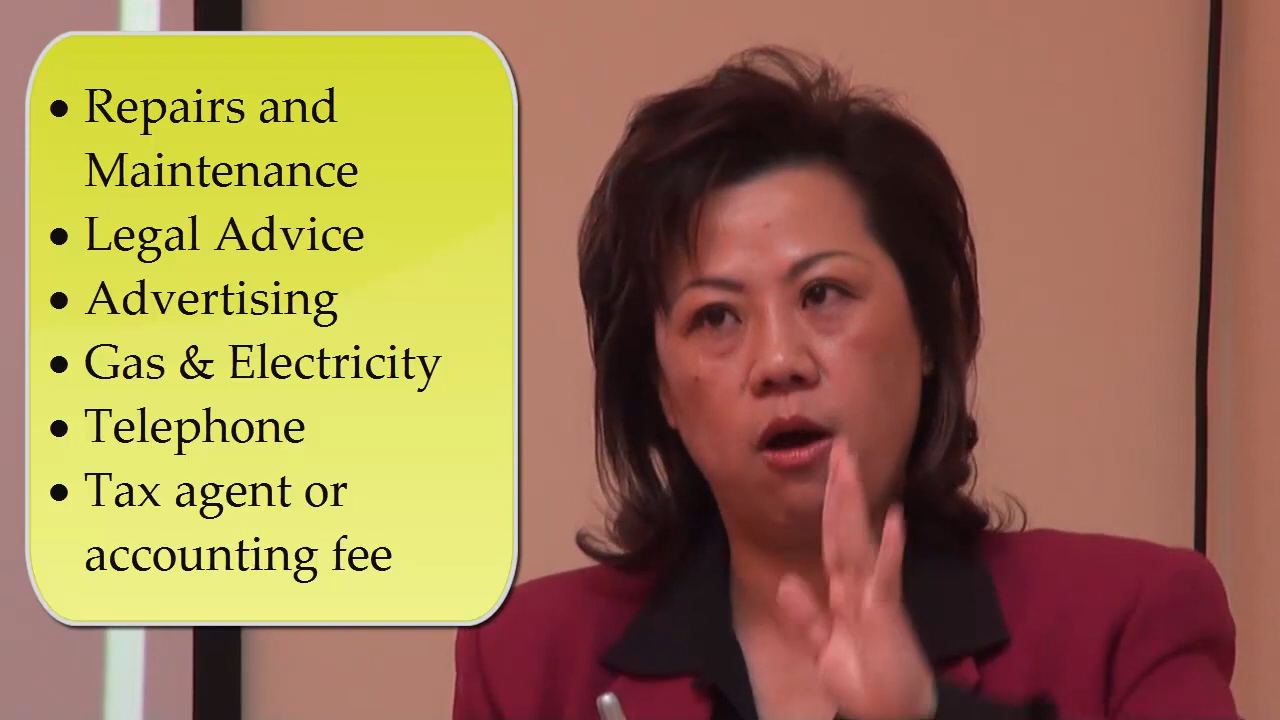 • Repairs and
Maintenance
• Legal Advice
• Advertising
• Gas & Electricity
• Telephone
• Tax agent or
accounting fee